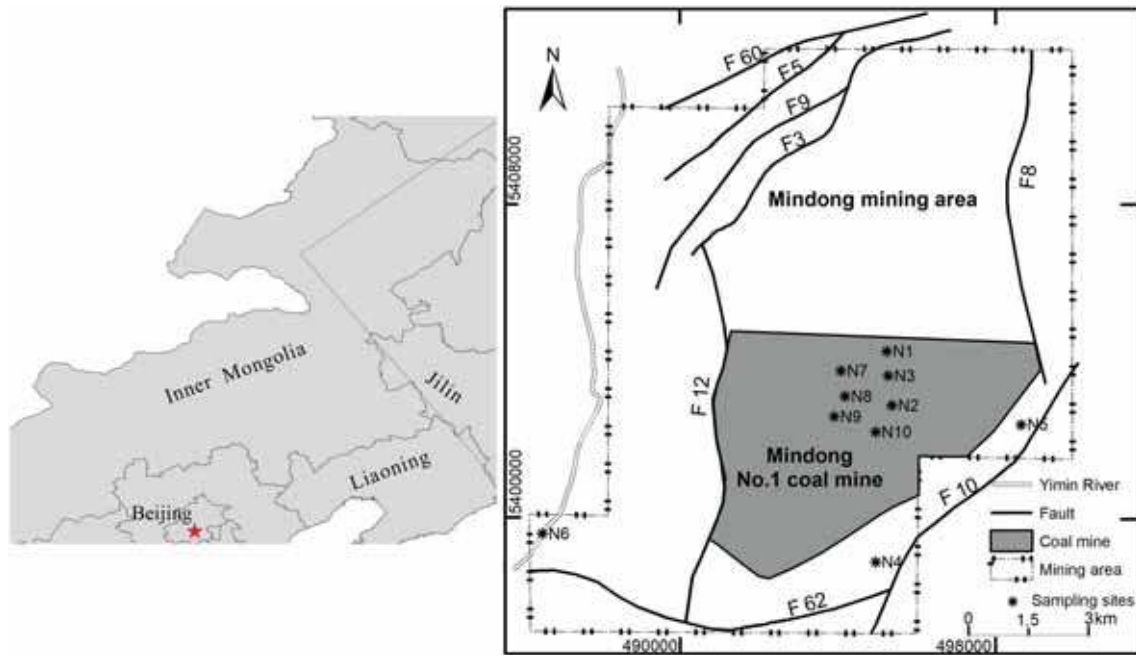 Inner Mongolia
Jilin
Liaoning
Beijing
N
F 60
F5
F9
F3
F8
5408000
Mindong mining area
N1
N7
N3
N8
N2
N9
N10
N5
F 12
Mindong
No.1 coal mine
5400000
N6
N4
F 10
F 62
Yimin River
Fault
Coal mine
Mining area
Sampling sites
0 1,5 3km
490000
498000